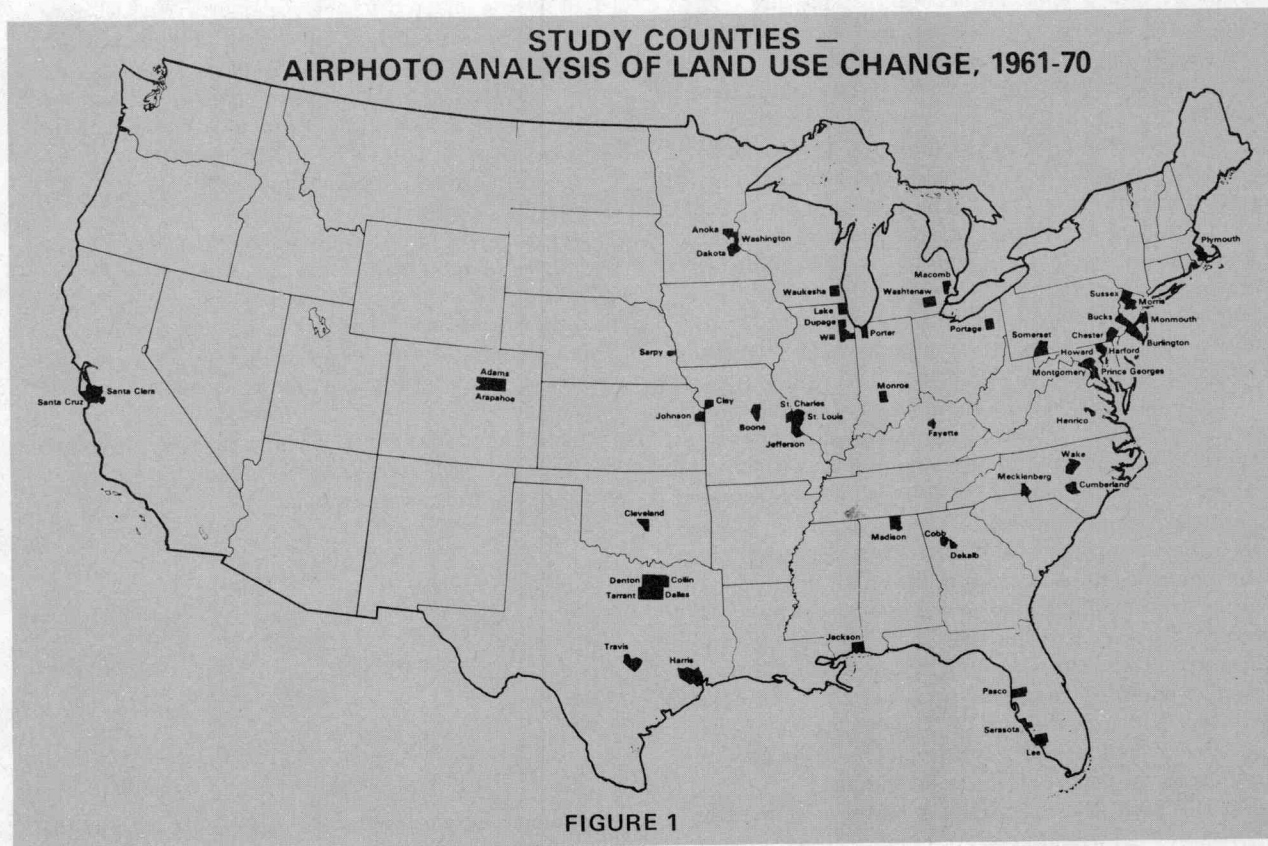 STUDY COUNTIES —
AIRPHOTO ANALYSIS OF LAND USE CHANGE, 1961-70
Anoka
Washington
Dakota
Plymouth
Macomb
Waukesha
Washtenaw
Sussex
Morris
Lake
Dupage
Will
Porter
Portage
Bucks
Monmouth
Chester
Burlington
Somerset
Howard
Harford
Montgomery
Prince Georges
Sarpy
Adams
Arapahoe
Santa Clara
Santa Cruz
Monroe
Clay
Johnson
Boone
St. Charles
St. Louis
Jefferson
Fayette
Henrico
Wake
Mecklenberg
Cumberland
Cleveland
Madison
Cobb
Dekalb
Denton
Collin
Tarrant
Dallas
Jackson
Travis
Harris
Pasco
Sarasota
Lee
FIGURE 1